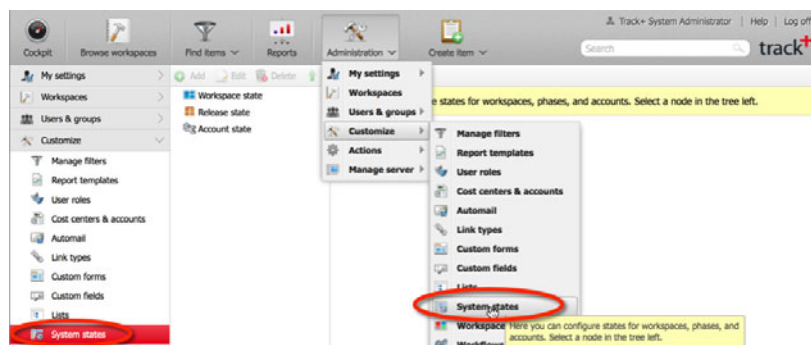 Track+ System Administrator | Help | Log off
Cockpit Browse workspaces Find items Reports Administration Create item
Search
track+
My settings
Workspaces
Users & groups
Customize
Manage filters
Report templates
User roles
Cost centers & accounts
Automail
Link types
Custom forms
Custom fields
Lists
System states
Add Edit Delete
Workspace state
Release state
Account state
My settings
Workspaces
Users & groups
Customize
Actions
Manage server
e states for workspaces, phases, and accounts. Select a node in the tree left.
Manage filters
Report templates
User roles
Cost centers & accounts
Automail
Link types
Custom forms
Custom fields
Lists
System states
Workspace
Workflows
Here you can configure states for workspaces, phases, and
accounts. Select a node in the tree left.